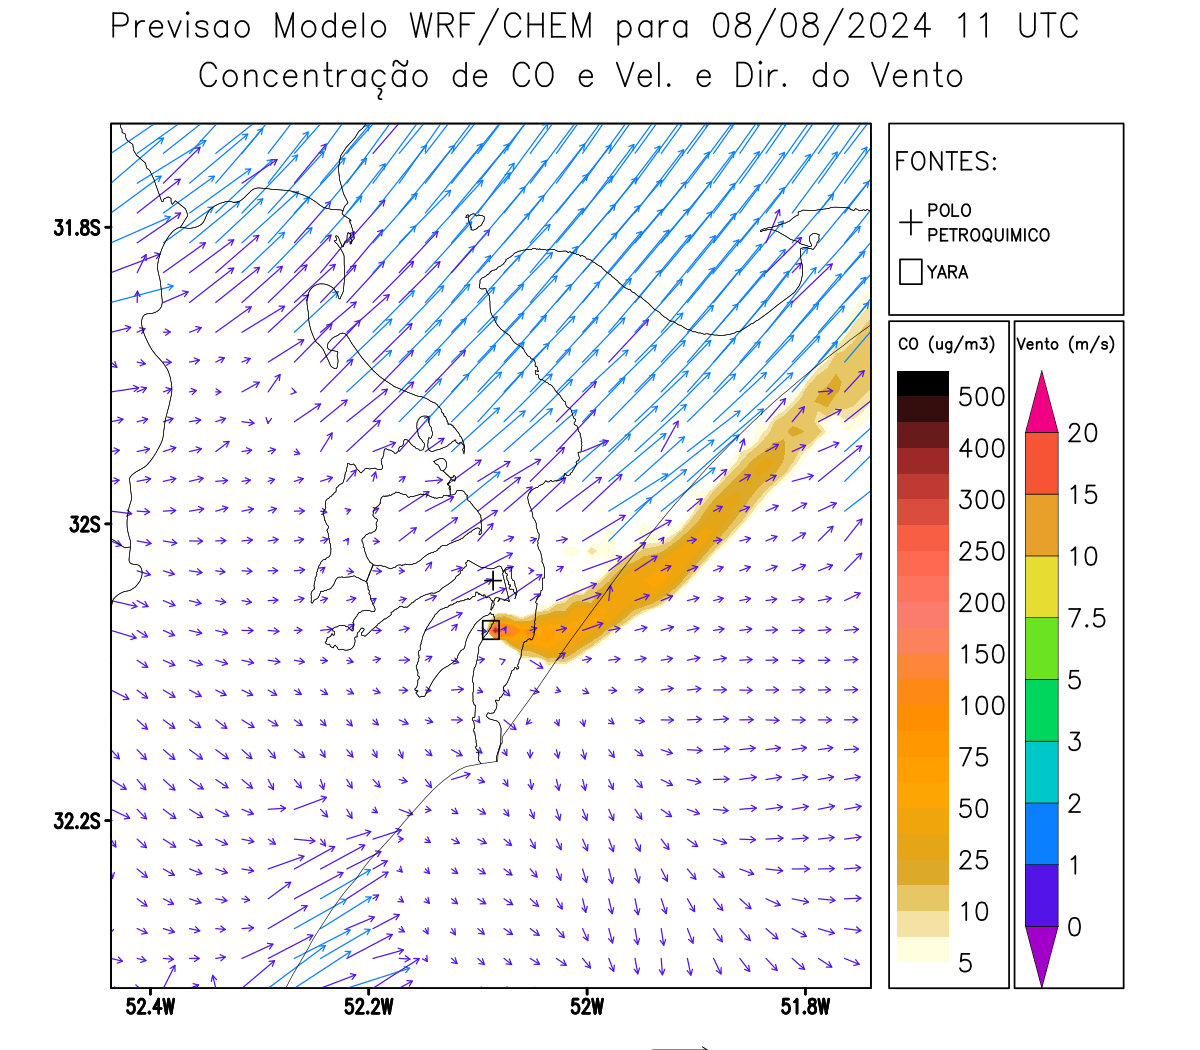 Previsao Modelo WRF/CHEM para 08/08/2024 11 UTC
Concentração de CO e Vel. e Dir. do Vento
FONTES:
POLO
PETROQUIMICO
YARA
CO (ug/m3)
500
400
300
250
200
150
100
75
50
25
10
5
Vento (m/s)
20
15
10
7.5
5
3
2
1
0
31.8S
32S
32.2S
52.4W
52.2W
52W
51.8W